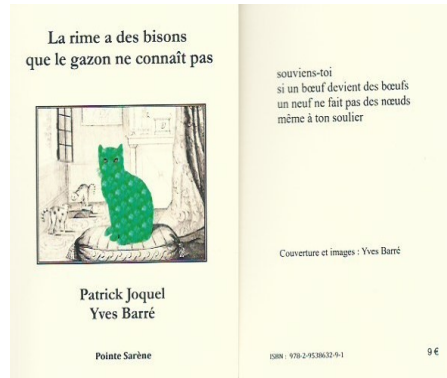 La rime a des bisons
que le gazon ne connaît pas
Patrick Joquel
Yves Barré
Pointe Sarène
souviens-toi
si un bœuf devient des bœufs
un neuf ne fait pas des nœuds
même à ton soulier
Couverture et images : Yves Barré
ISBN : 978-2-9538632-9-1
9 €